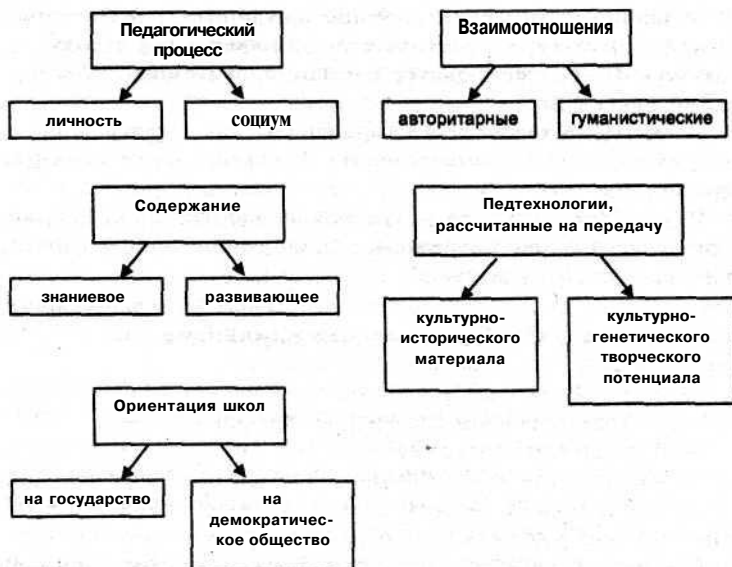 Педагогический
процесс
личность
социум
Взаимоотношения
авторитарные
гуманистические
Содержание
знаниевое
развивающее
Педтехнологии,
рассчитанные на передачу
культурно-
исторического
материала
культурно-
генетического
творческого
потенциала
Ориентация школ
на государство
на
демократичес-
кое общество